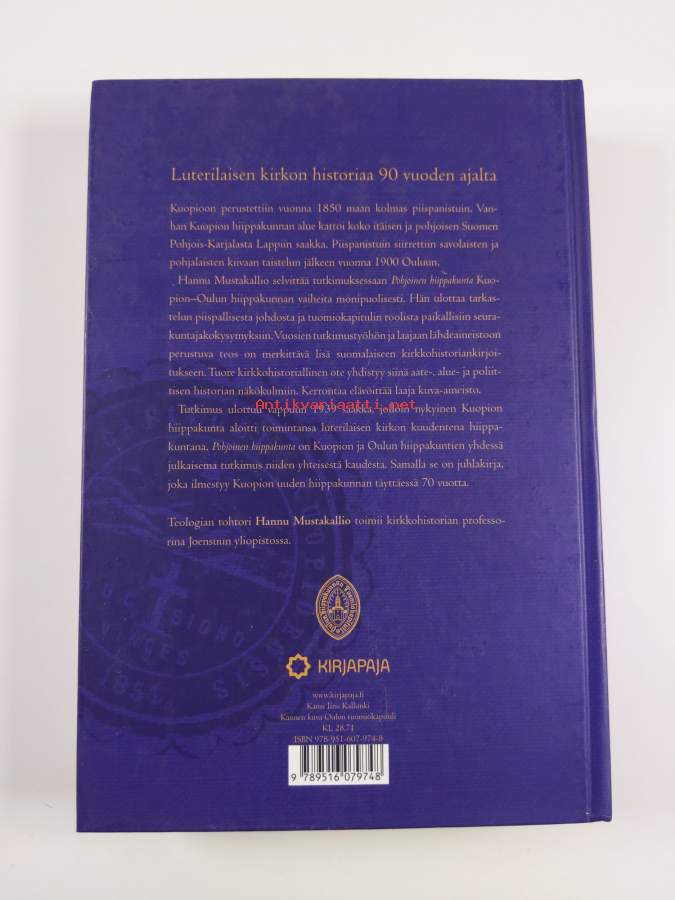 Luterilaisen kirkon historiaa 90 vuoden ajalta
Kuopioon perustettiin vuonna 1850 maan kolmas piispanistuin. Van-
han Kuopion hiippakunnan alue kattoi koko itäisen ja pohjoisen Suomen
Pohjois-Karjalasta Lappiin saakka. Piispanistuin siirrettiin savolaisten ja
pohjalaisten kiivaan taistelun jälkeen vuonna 1900 Ouluun.
Hannu Mustakallio selvittää tutkimuksessaan Pohjoinen hiippakunta Kuo-
pion–Oulun hiippakunnan vaiheita monipuolisesti. Hän ulottaa tarkas-
telun piispallisesta johdosta ja tuomiokapitulin roolista paikallisiin seura-
kuntajakokysymyksiin. Vuosien tutkimustyöhön ja laajaan lähdeaineistoon
perustuva teos on merkittävä lisä suomalaiseen kirkkohistoriankirjoi-
tukseen. Tuore kirkkohistoriallinen ote yhdistyy siinä aate-, alue- ja poliit-
tisen historian näkökulmiin. Kerrontaa elävöittää laaja kuva-aineisto.
Antikvariaatti.net
Tutkimus ulottuu vappuun 1939 saakka, jolloin nykyinen Kuopion
hiippakunta aloitti toimintansa luterilaisen kirkon kuudentena hiippa-
kuntana. Pohjoinen hiippakunta on Kuopion ja Oulun hiippakuntien yhdessä
julkaisema tutkimus niiden yhteisestä kaudesta. Samalla se on juhlakirja,
joka ilmestyy Kuopion uuden hiippakunnan täyttäessä 70 vuotta.
Teologian tohtori Hannu Mustakallio toimii kirkkohistorian professo-
rina Joensuun yliopistossa.
KIRJAPAJA
www.kirjapaja.fi
Kansi Iiris Kallunki
Kannen kuva Oulun tuomiokapituli
KL 28.71
ISBN 978-951-607-974-8
9 789516 079748